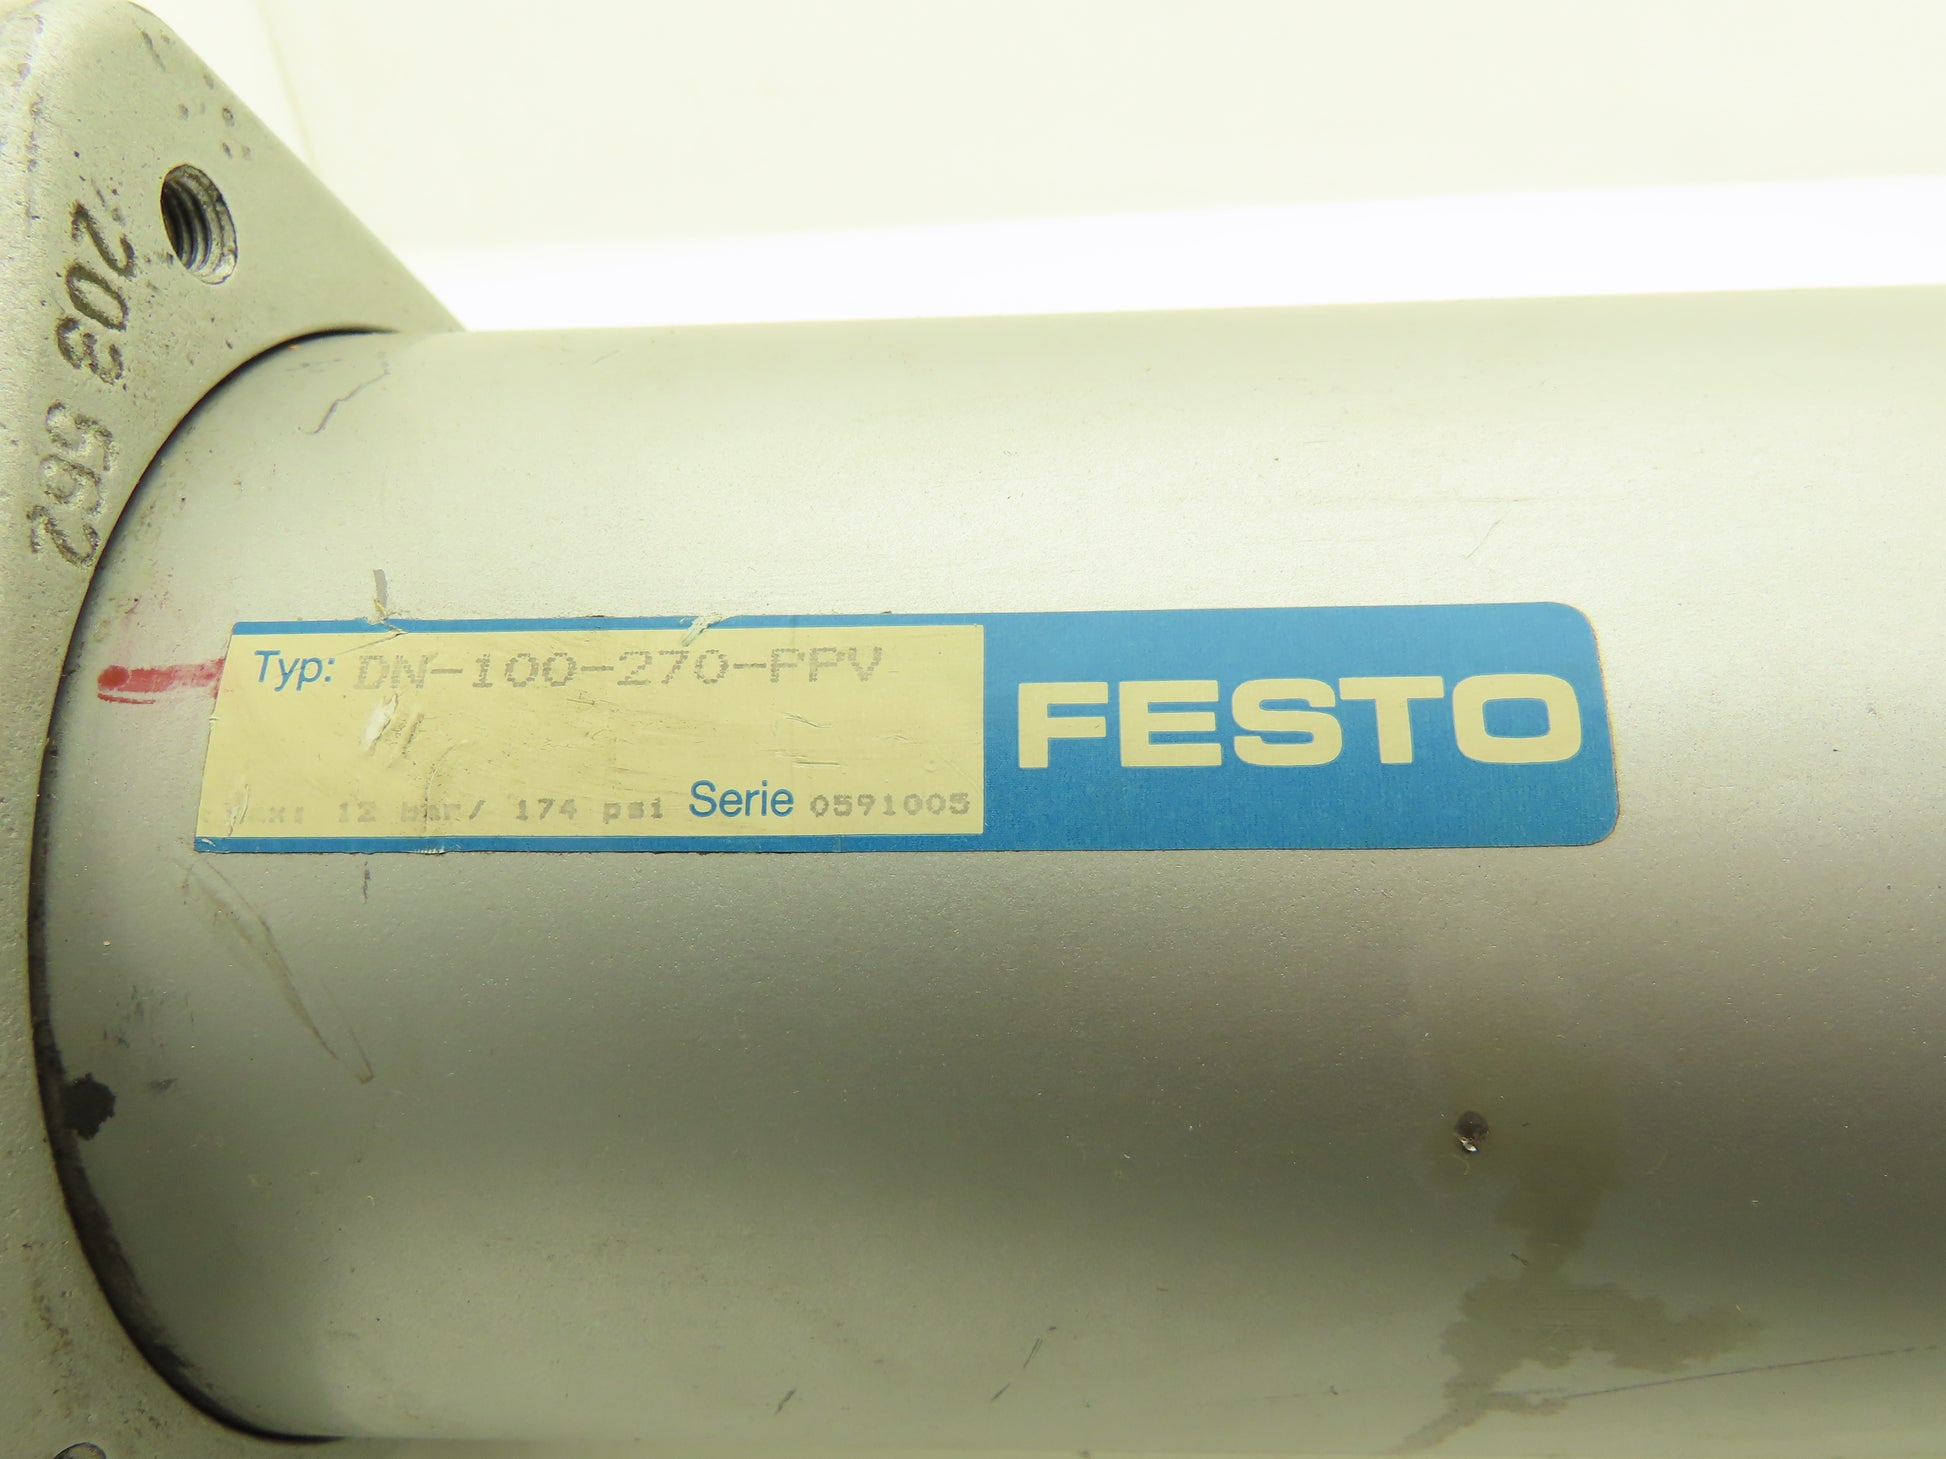 203 562
Typ: DN-100-270-PPV
12 bar/ 174 psi Serie 0591005
FESTO